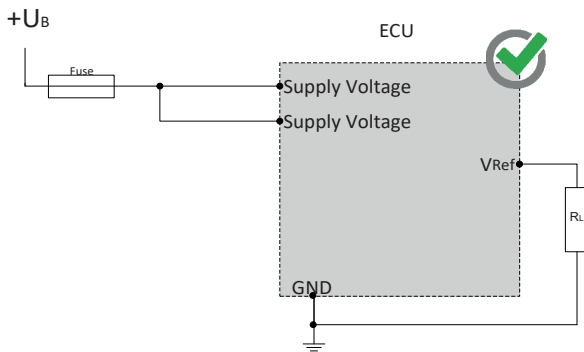 +UB
ECU
Fuse
Supply Voltage
Supply Voltage
VRef
RL
GND